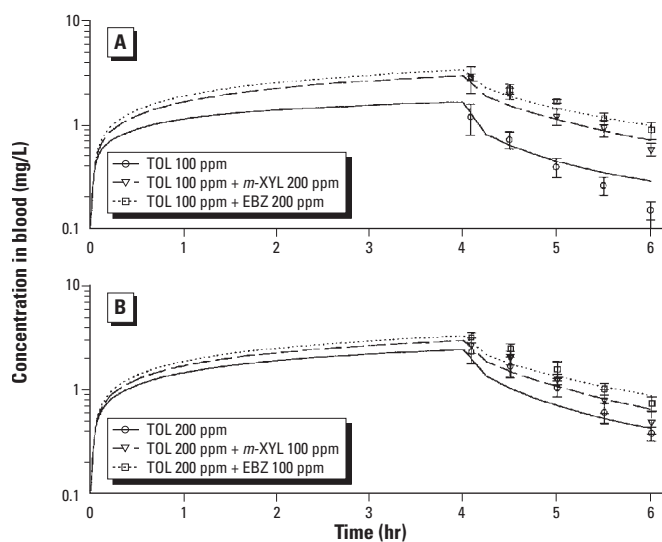 10
A
1
TOL 100 ppm
TOL 100 ppm + m-XYL 200 ppm
TOL 100 ppm + EBZ 200 ppm
0.1
0 1 2 3 4 5 6
Concentration in blood (mg/L)
10
B
1
TOL 200 ppm
TOL 200 ppm + m-XYL 100 ppm
TOL 200 ppm + EBZ 100 ppm
0.1
0 1 2 3 4 5 6
Time (hr)